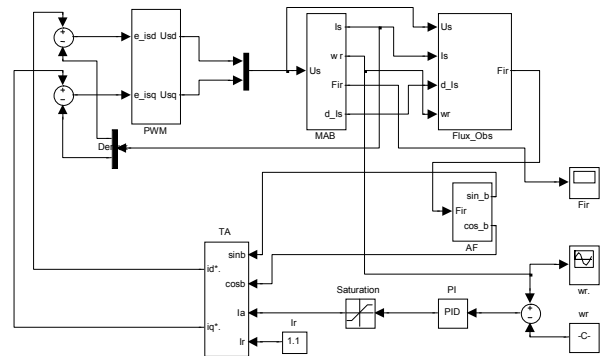 e_isd
Usd
e_isq
Usq
PWM
Us
Is
w r
Fir
d_Is
MAB
Us
Is
d_Is
wr
Fir
Flux_Obs
Fir
Fir
sin_b
cos_b
AF
TA
sinb
cosb
id*.
Ia
iq*.
Ir
Ir
1.1
Saturation
PI
PID
wr.
wr
-C-